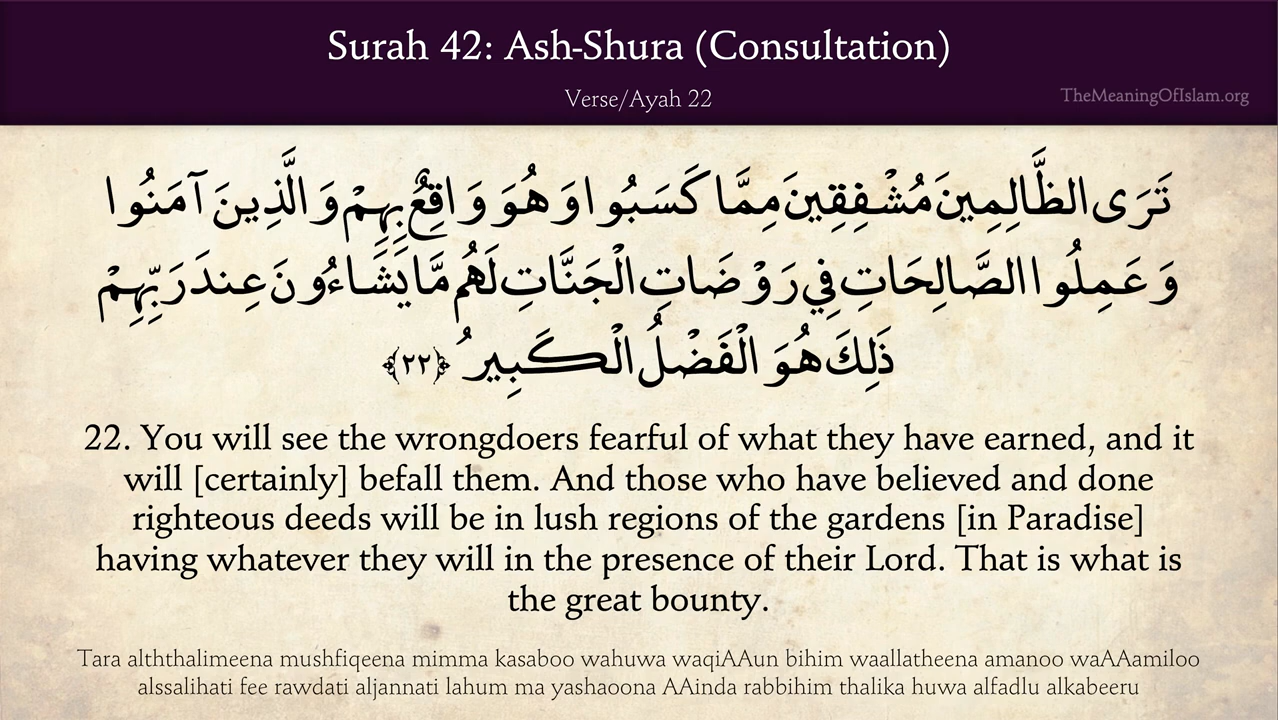 Surah 42: Ash-Shura (Consultation)
Verse/Ayah 22
TheMeaningOfIslam.org
تَرَى الظَّالِمِينَ مُشْفِقِينَ مِمَّا كَسَبُوا وَهُوَ وَاقِعٌ بِهِمْ وَالَّذِينَ آمَنُوا
وَعَمِلُوا الصَّالِحَاتِ فِي رَوْضَاتِ الْجَنَّاتِ لَهُم مَّا يَشَاءُونَ عِندَ رَبِّهِمْ
ذَلِكَ هُوَ الْفَضْلُ الْكَبِيرُ ﴿٢٢﴾
22. You will see the wrongdoers fearful of what they have earned, and it
will [certainly] befall them. And those who have believed and done
righteous deeds will be in lush regions of the gardens [in Paradise]
having whatever they will in the presence of their Lord. That is what is
the great bounty.
Tara alththalimeena mushfiqeena mimma kasaboo wahuwa waqiAAun bihim waallatheena amanoo waAAamiloo
alssalihati fee rawdati aljannati lahum ma yashaoona AAinda rabbihim thalika huwa alfadlu alkabeeru